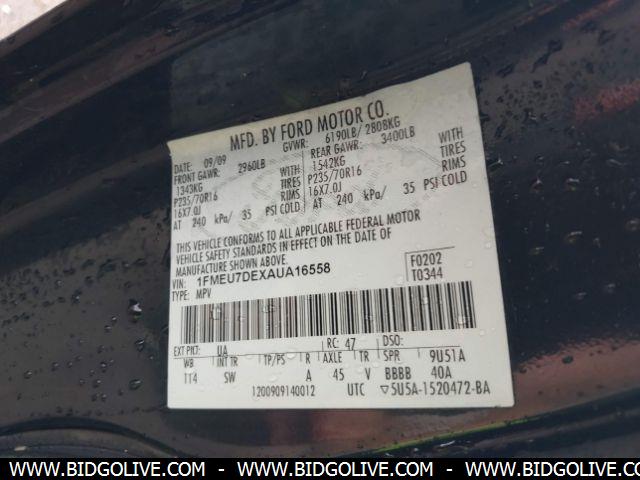 MFD. BY FORD MOTOR CO.
DATE: 09/09 GVWR: 6190LB/ 2808KG
FRONT GAWR: 2960LB REAR GAWR: 3400LB
1343KG WITH 1542KG WITH
P235/70R16 TIRES P235/70R16 TIRES
16X7.0J RIMS 16X7.0J RIMS
AT 240 kPa/ 35 PSI COLD AT 240 kPa/ 35 PSI COLD
THIS VEHICLE CONFORMS TO ALL APPLICABLE FEDERAL MOTOR
VEHICLE SAFETY STANDARDS IN EFFECT ON THE DATE OF
MANUFACTURE SHOWN ABOVE.
VIN: 1FMEU7DEXAUA16558 F0202
TYPE: MPV T0344
EXT PNT: UA RC: 47 DSO:
WB INT TR TP/PS R AXLE TR SPR 9U51A
TT4 SW A 45 V BBBB 40A
1200909140012 UTC ▽5U5A-1520472-BA
WWW.BIDGOLIVE.COM - WWW.BIDGOLIVE.COM - WWW.BIDGOLIVE.COM